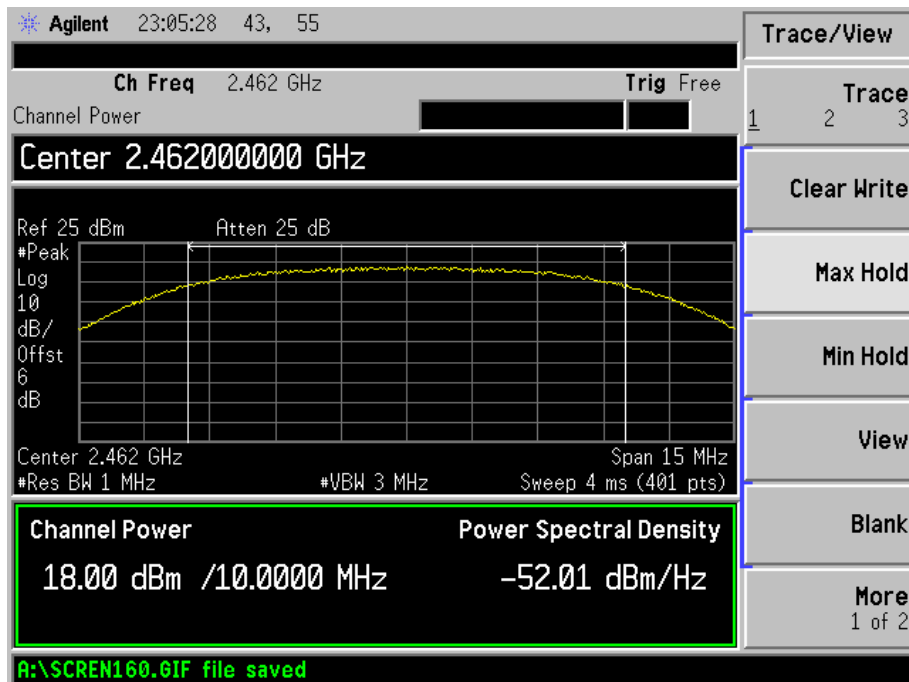 Agilent 23:05:28 43, 55
Trace/View
Ch Freq 2.462 GHz Trig Free
Channel Power
Trace
1 2 3
Center 2.462000000 GHz
Clear Write
Ref 25 dBm Atten 25 dB
#Peak
Log
10
dB/
Offst
6
dB
Max Hold
Min Hold
Center 2.462 GHz Span 15 MHz
#Res BW 1 MHz #VBW 3 MHz Sweep 4 ms (401 pts)
View
Channel Power Power Spectral Density
18.00 dBm /10.0000 MHz -52.01 dBm/Hz
Blank
More
1 of 2
A:\SCREN160.GIF file saved